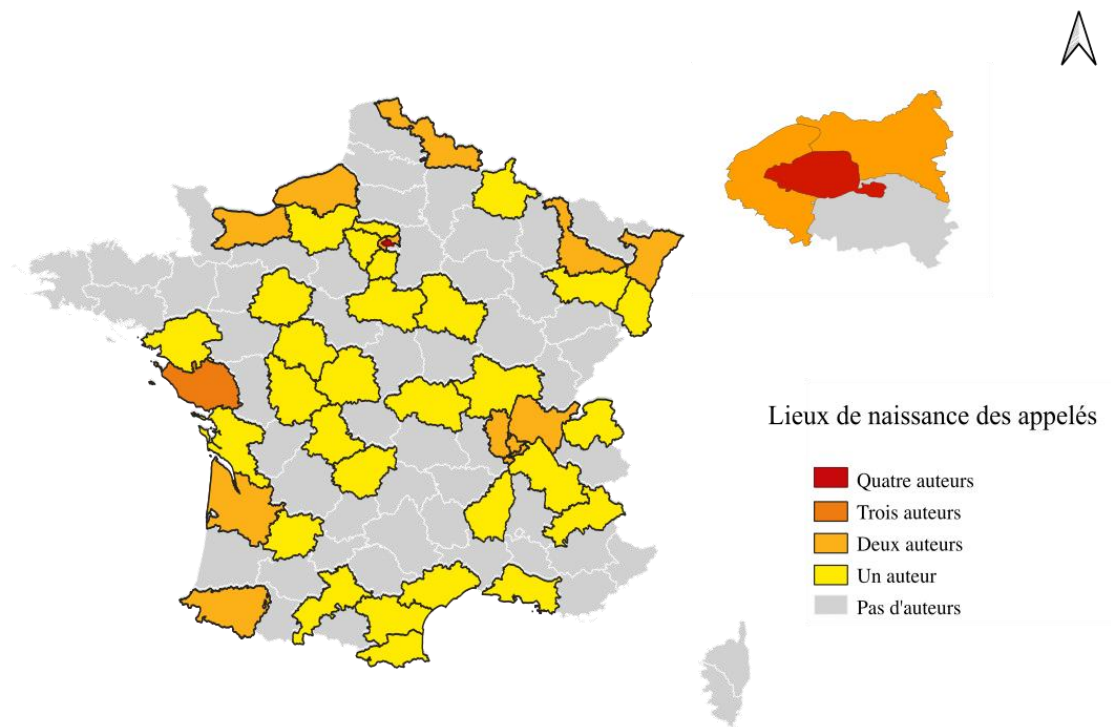 Lieux de naissance des appelés
Quatre auteurs
Trois auteurs
Deux auteurs
Un auteur
Pas d'auteurs